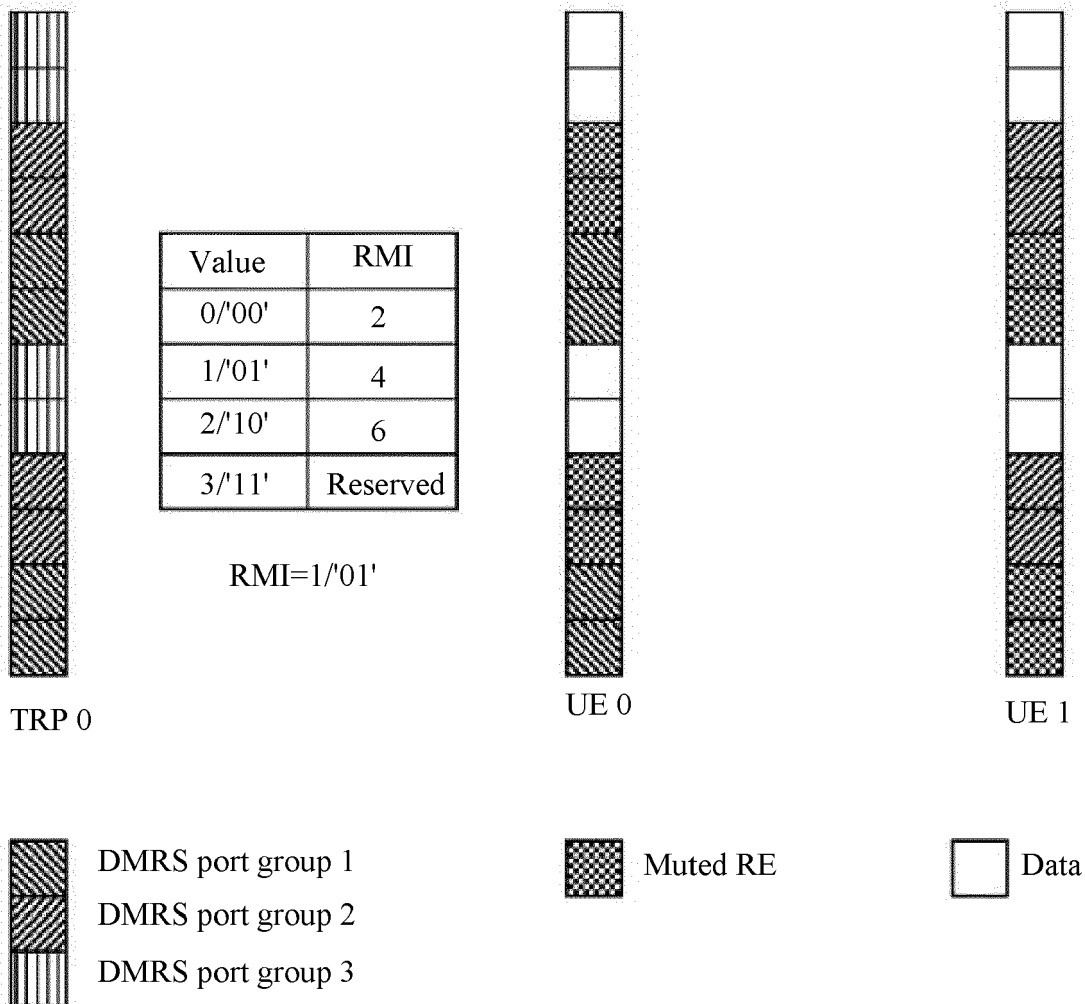 Value RMI
0/'00' 2
1/'01' 4
2/'10' 6
3/'11' Reserved
RMI=1/'01'
TRP 0 UE 0 UE 1
DMRS port group 1 Muted RE Data
DMRS port group 2
DMRS port group 3